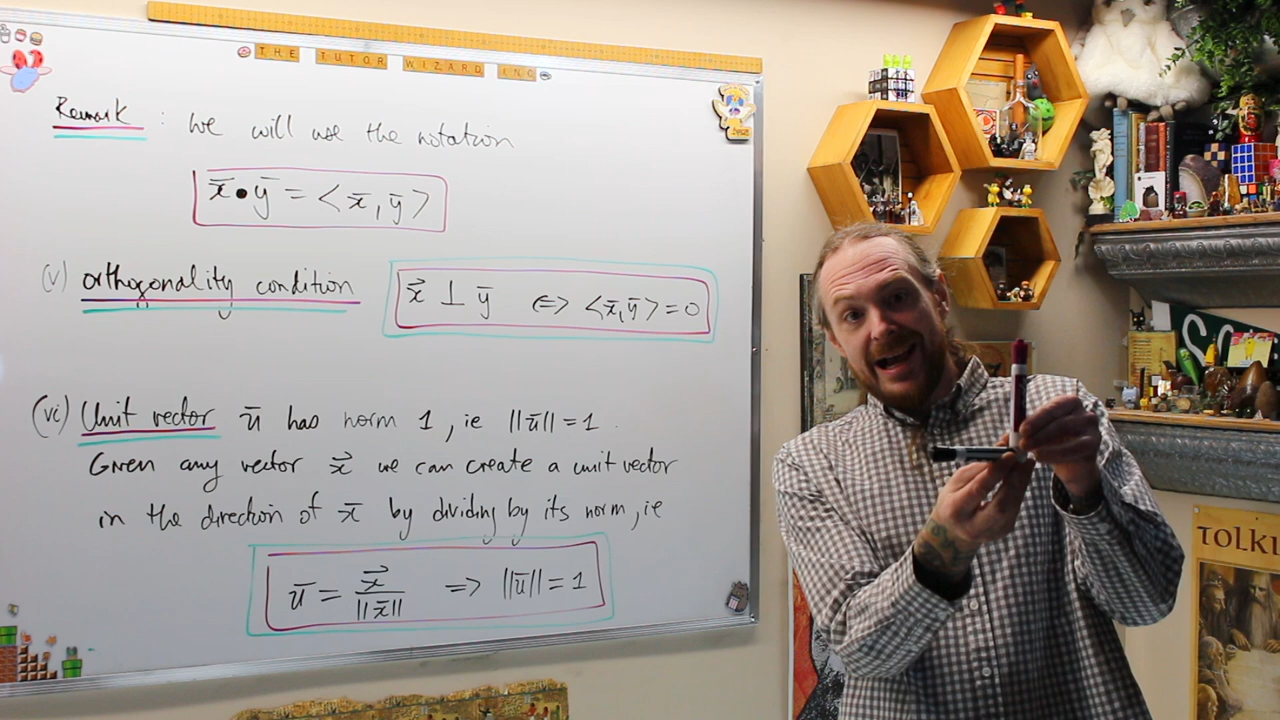 THE TUTOR WIZARD INC
Remark : We will use the notation
x̄ • ȳ = <x̄, ȳ>
(v) orthogonality condition
x⃗ ⊥ ȳ <=> <x̄, ȳ> = 0
(vi) Unit vector ū has norm 1, ie ||ū|| = 1.
Given any vector x⃗ we can create a unit vector
in the direction of x̄ by dividing by its norm, ie
ū = x⃗ / ||x̄|| => ||ū|| = 1
TOLKI